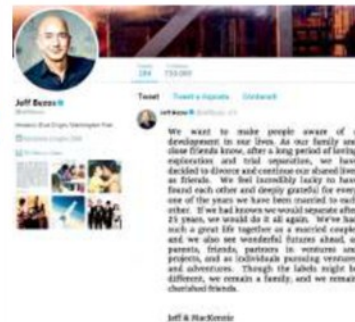 Tweet Tweet e risposte Contenuti
Jeff Bezos
Jeff Bezos
We want to make people aware of a
development in our lives. As our family and
close friends know, after a long period of loving
exploration and trial separation, we have
decided to divorce and continue our shared lives
as friends. We feel incredibly lucky to have
found each other and deeply grateful for every
one of the years we have been married to each
other. If we had known we would separate after
25 years, we would do it all again. We've had
such a great life together as a married couple,
and we also see wonderful futures ahead, as
parents, friends, partners in ventures and
projects, and as individuals pursuing ventures
and adventures. Though the labels might be
different, we remain a family, and we remain
cherished friends.
Jeff & MacKenzie